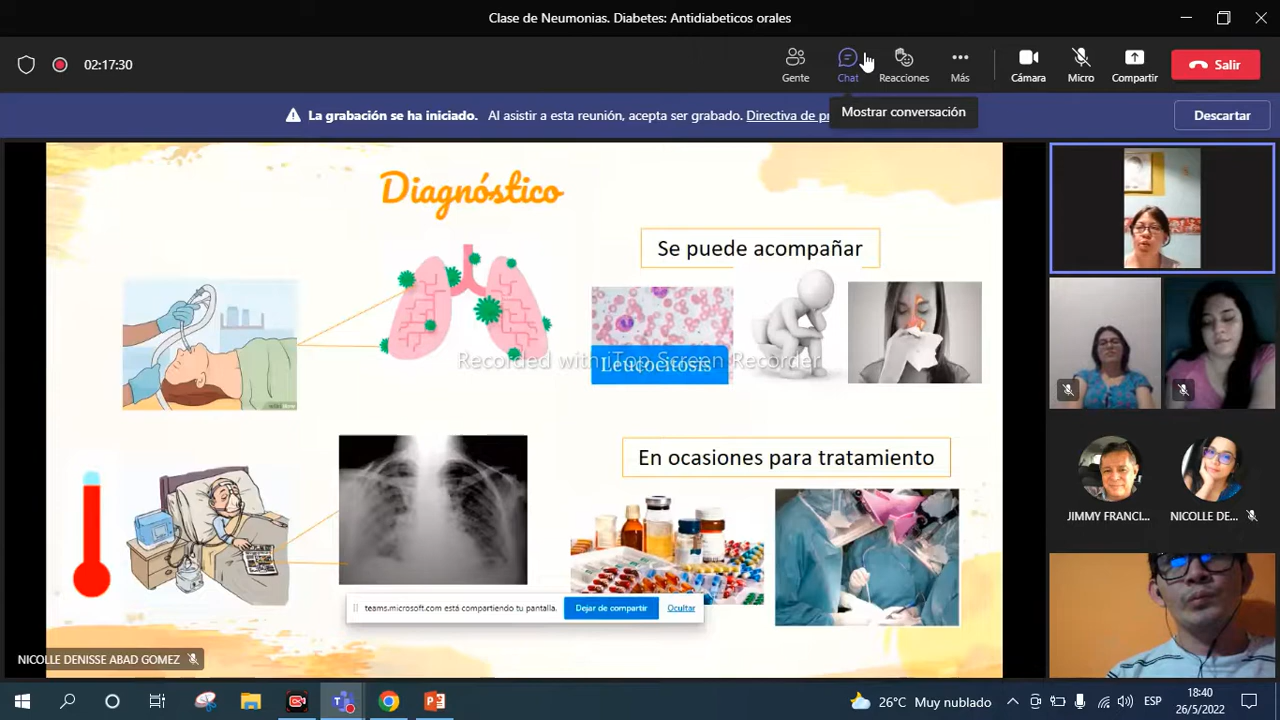 Clase de Neumonias. Diabetes: Antidiabeticos orales
02:17:30
Gente
Chat
Reacciones
Más
Cámara
Micro
Compartir
Salir
Mostrar conversación
La grabación se ha iniciado. Al asistir a esta reunión, acepta ser grabado. Directiva de pr
Descartar
Diagnóstico
Se puede acompañar
Leucocitosis
Recorded with iTop Screen Recorder
En ocasiones para tratamiento
teams.microsoft.com está compartiendo tu pantalla.
Dejar de compartir
Ocultar
NICOLLE DENISSE ABAD GOMEZ
JIMMY FRANCI...
NICOLLE DE...
26°C Muy nublado
ESP
18:40
26/5/2022